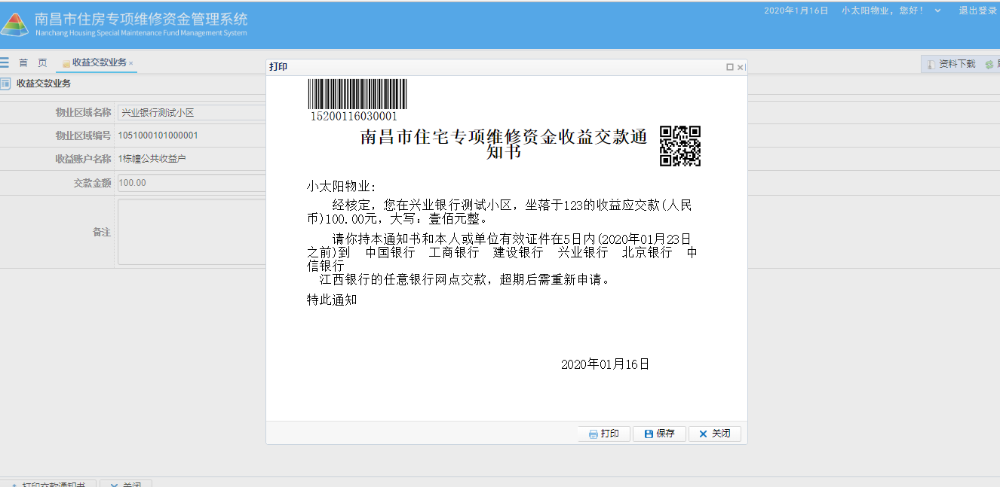 南昌市住房专项维修资金管理系统
Nanchang Housing Special Maintenance Fund Management System
2020年1月16日 小太阳物业，您好！ 退出登录
首 页 收益交款业务
资料下载
收益交款业务
物业区域名称 兴业银行测试小区
物业区域编号 1051000101000001
收益账户名称 1栋幢公共收益户
交款金额 100.00
备注
打印
15200116030001
南昌市住宅专项维修资金收益交款通
知书
小太阳物业：
经核定，您在兴业银行测试小区，坐落于123的收益应交款(人民
币)100.00元，大写：壹佰元整。
请你持本通知书和本人或单位有效证件在5日内(2020年01月23日
之前)到 中国银行 工商银行 建设银行 兴业银行 北京银行 中
信银行
江西银行的任意银行网点交款，超期后需重新申请。
特此通知
2020年01月16日
打印 保存 关闭
打印交款通知书 关闭